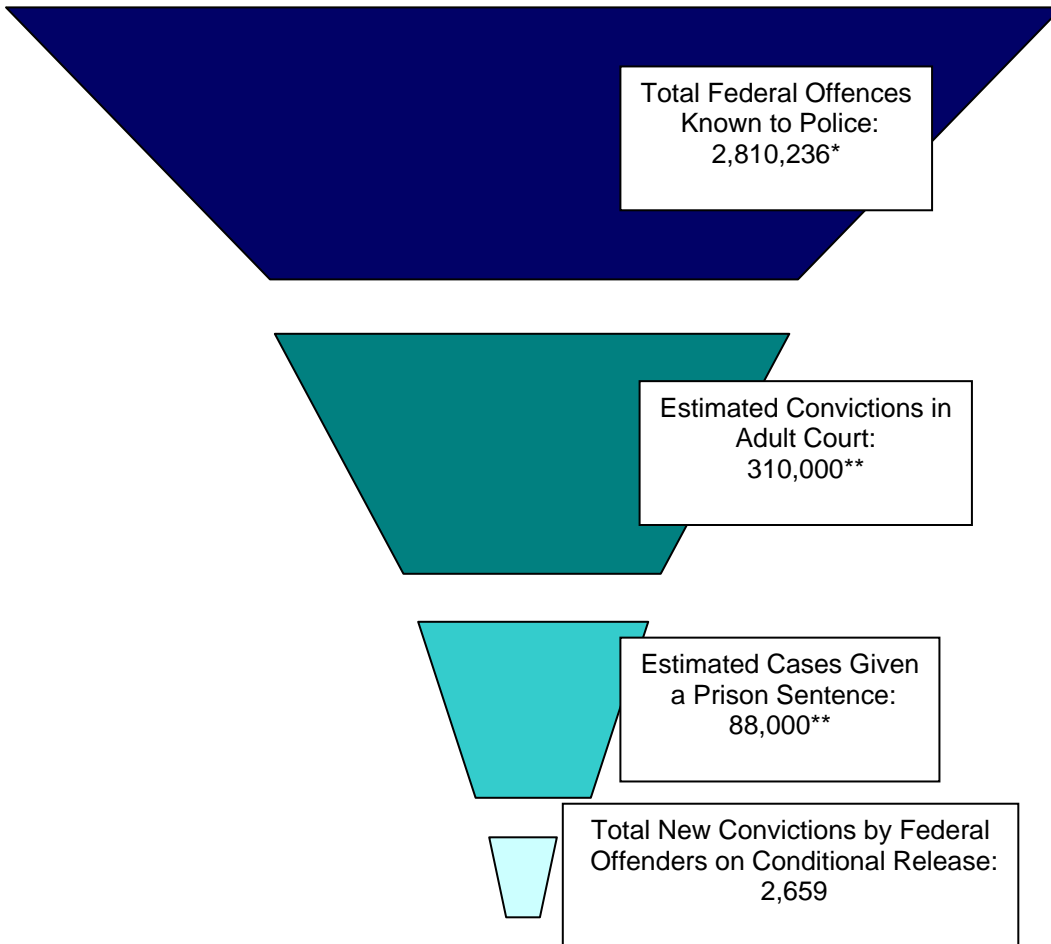 Total Federal Offences
Known to Police:
2,810,236*
Estimated Convictions in
Adult Court:
310,000**
Estimated Cases Given
a Prison Sentence:
88,000**
Total New Convictions by Federal
Offenders on Conditional Release:
2,659